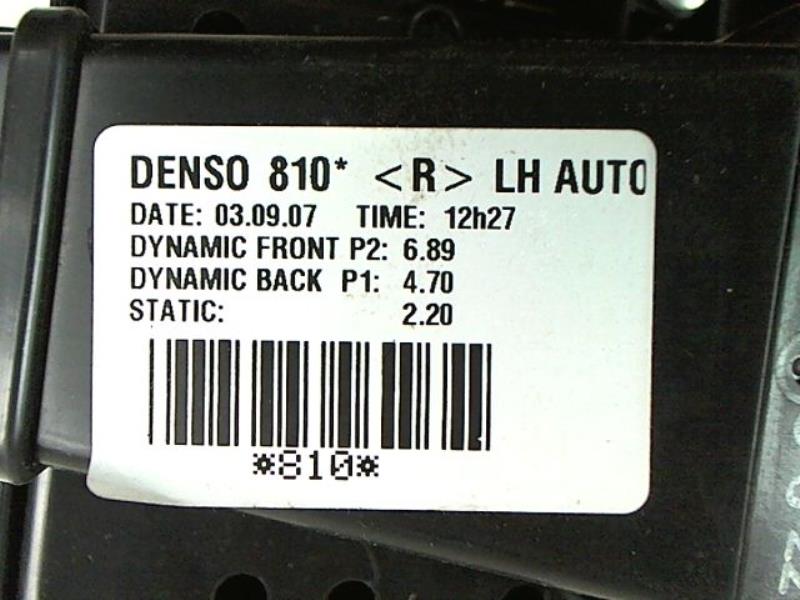 DENSO 810* <R> LH AUTO
DATE: 03.09.07 TIME: 12h27
DYNAMIC FRONT P2: 6.89
DYNAMIC BACK P1: 4.70
STATIC: 2.20
*810*